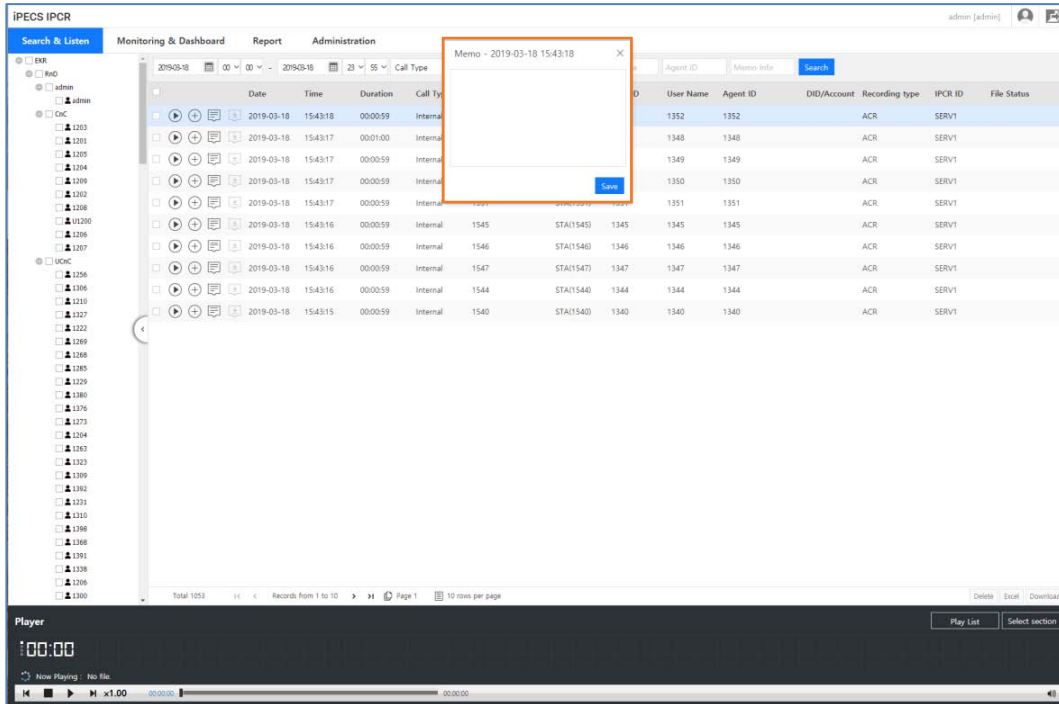 iPECS IPCR admin [admin]
Search & Listen Monitoring & Dashboard Report Administration
EKR
RnD
admin
admin
CnC
1203
1201
1205
1204
1209
1202
1208
U1200
1206
1207
UCnC
1256
1306
1210
1327
1222
1269
1268
1285
1229
1380
1376
1273
1204
1263
1323
1309
1392
1231
1310
1398
1368
1391
1338
1206
1300
2019-03-18 00 00 - 2019-03-18 23 55 Call Type Agent ID Memo Info Search
Memo - 2019-03-18 15:43:18
Save
Date Time Duration Call Ty User Name Agent ID DID/Account Recording type IPCR ID File Status
2019-03-18 15:43:18 00:00:59 Internal 1352 1352 ACR SERV1
2019-03-18 15:43:17 00:01:00 Internal 1348 1348 ACR SERV1
2019-03-18 15:43:17 00:00:59 Internal 1349 1349 ACR SERV1
2019-03-18 15:43:17 00:00:59 Internal 1350 1350 ACR SERV1
2019-03-18 15:43:17 00:00:59 Internal 1351 1351 ACR SERV1
2019-03-18 15:43:16 00:00:59 Internal 1545 STA(1545) 1345 1345 1345 ACR SERV1
2019-03-18 15:43:16 00:00:59 Internal 1546 STA(1546) 1346 1346 1346 ACR SERV1
2019-03-18 15:43:16 00:00:59 Internal 1547 STA(1547) 1347 1347 1347 ACR SERV1
2019-03-18 15:43:16 00:00:59 Internal 1544 STA(1544) 1344 1344 1344 ACR SERV1
2019-03-18 15:43:15 00:00:59 Internal 1540 STA(1540) 1340 1340 1340 ACR SERV1
Total 1053 Records from 1 to 10 Page 1 10 rows per page Delete Excel Download
Player Play List Select section
00:00
Now Playing : No file.
x1.00 00:00:00 00:00:00